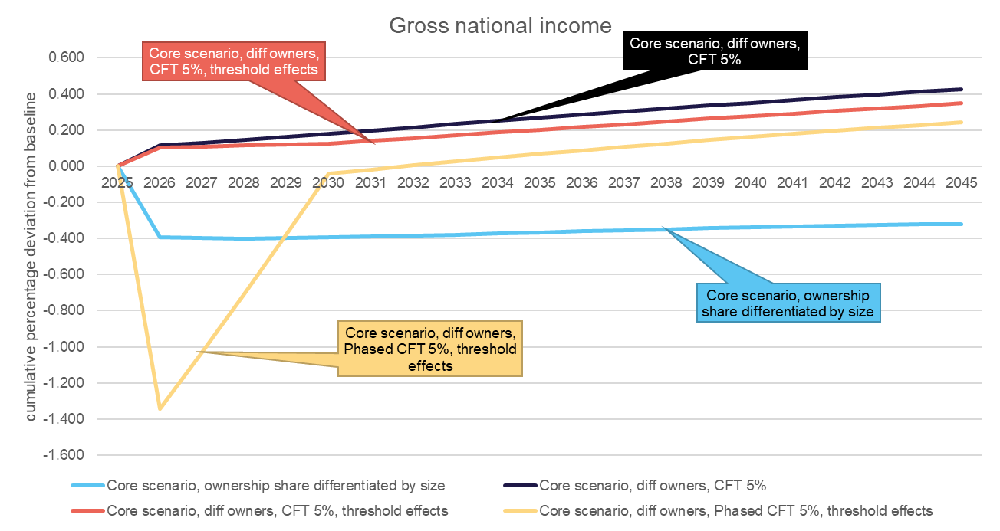 Gross national income
Core scenario, diff owners,
CFT 5%, threshold effects
Core scenario, diff owners,
CFT 5%
cumulative percentage deviation from baseline
0.600
0.400
0.200
0.000
-0.200
-0.400
-0.600
-0.800
-1.000
-1.200
-1.400
-1.600
2025 2026 2027 2028 2029 2030 2031 2032 2033 2034 2035 2036 2037 2038 2039 2040 2041 2042 2043 2044 2045
Core scenario, ownership
share differentiated by size
Core scenario, diff owners,
Phased CFT 5%, threshold
effects
Core scenario, ownership share differentiated by size
Core scenario, diff owners, CFT 5%
Core scenario, diff owners, CFT 5%, threshold effects
Core scenario, diff owners, Phased CFT 5%, threshold effects